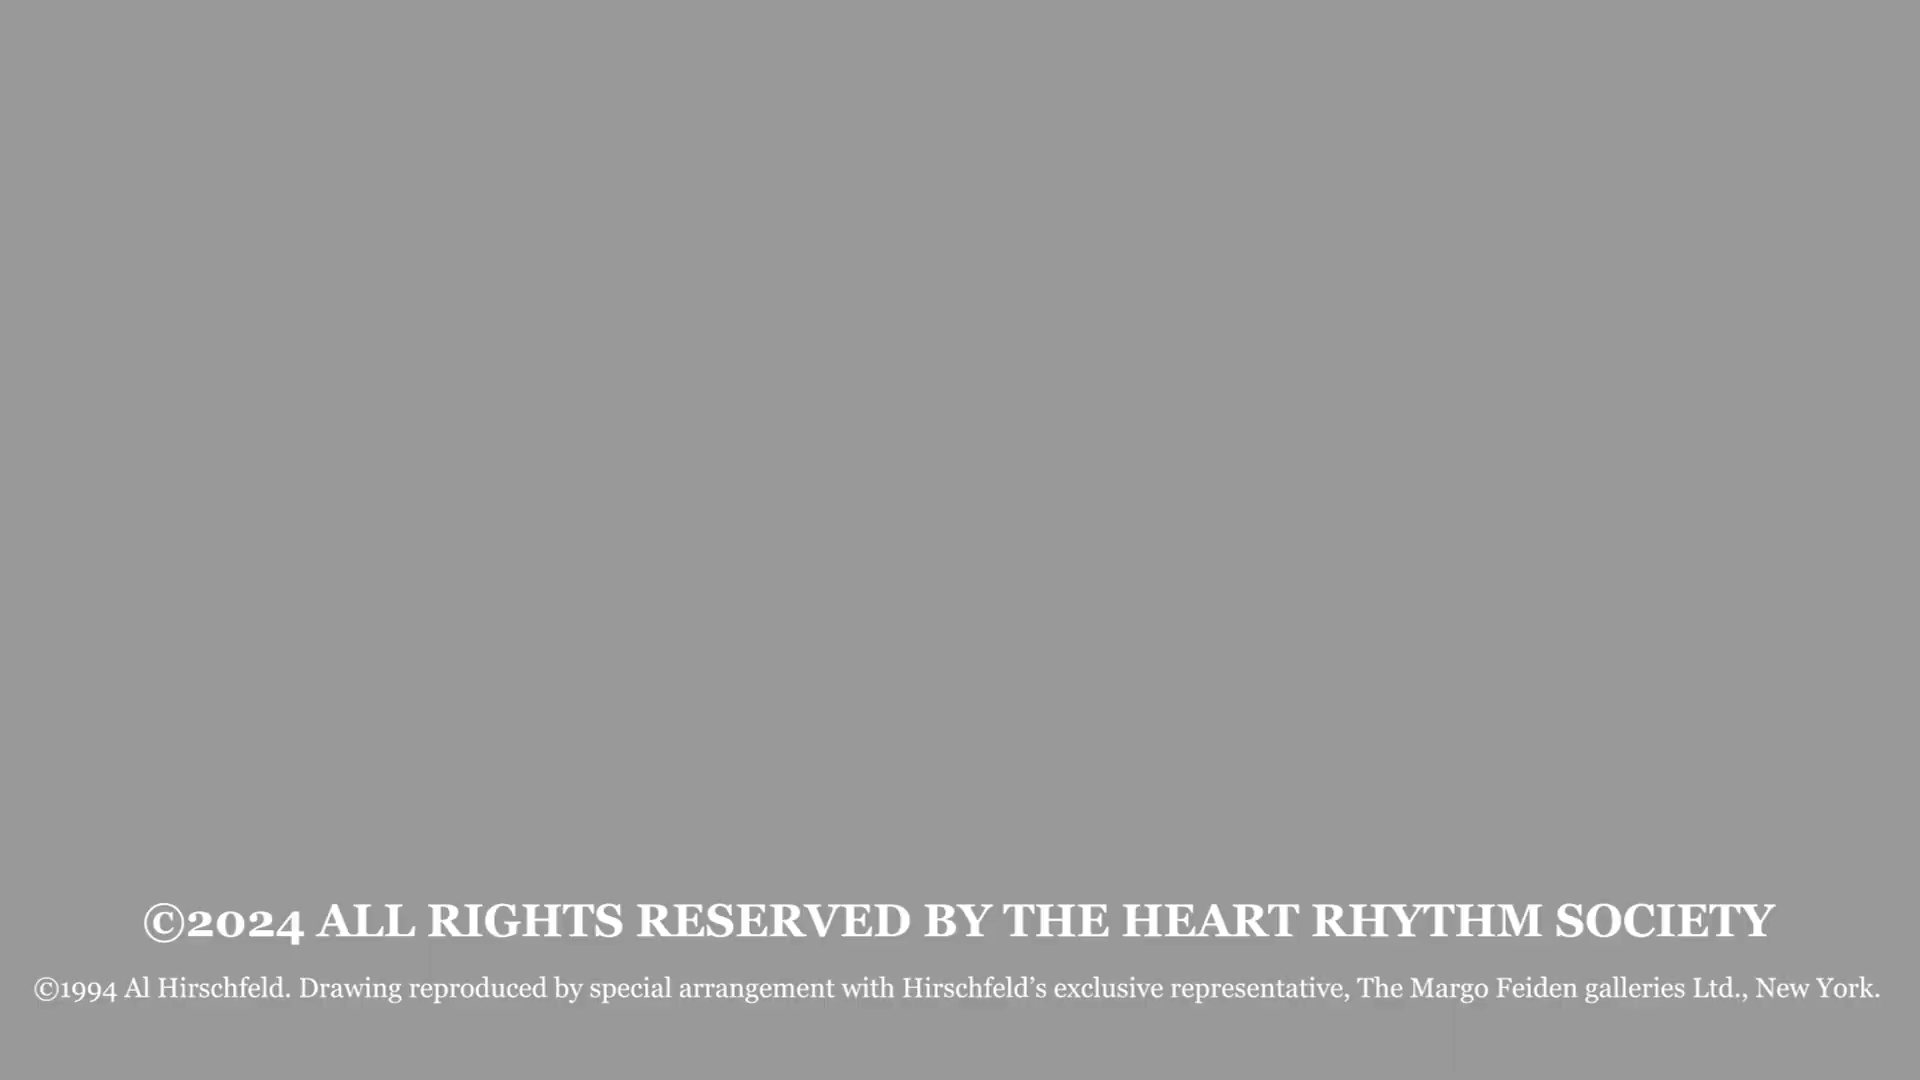 ©2024 ALL RIGHTS RESERVED BY THE HEART RHYTHM SOCIETY
©1994 Al Hirschfeld. Drawing reproduced by special arrangement with Hirschfeld’s exclusive representative, The Margo Feiden galleries Ltd., New York.